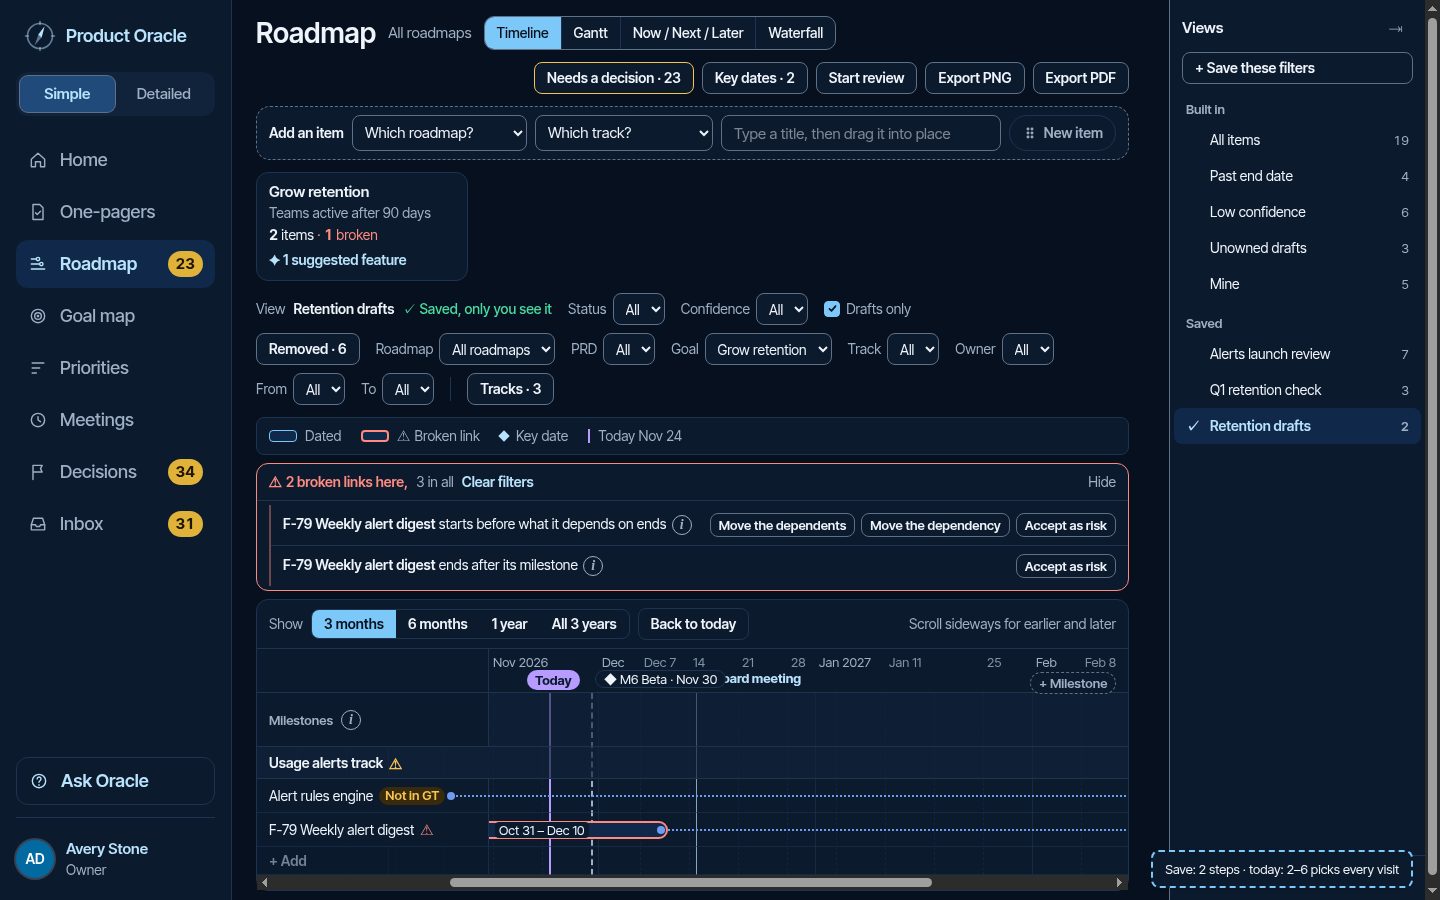 Product Oracle
Simple
Detailed
Home
One-pagers
Roadmap
23
Goal map
Priorities
Meetings
Decisions
34
Inbox
31
Ask Oracle
AD
Avery Stone
Owner
Roadmap
All roadmaps
Timeline
Gantt
Now / Next / Later
Waterfall
Needs a decision · 23
Key dates · 2
Start review
Export PNG
Export PDF
Add an item
Which roadmap?
Which track?
Type a title, then drag it into place
New item
Grow retention
Teams active after 90 days
2 items · 1 broken
1 suggested feature
View Retention drafts ✓ Saved, only you see it
Status All
Confidence All
Drafts only
Removed · 6
Roadmap All roadmaps
PRD All
Goal Grow retention
Track All
Owner All
From All
To All
Tracks · 3
Dated
⚠ Broken link
Key date
Today Nov 24
⚠ 2 broken links here, 3 in all Clear filters
Hide
F-79 Weekly alert digest starts before what it depends on ends i
Move the dependents
Move the dependency
Accept as risk
F-79 Weekly alert digest ends after its milestone i
Accept as risk
Show
3 months
6 months
1 year
All 3 years
Back to today
Scroll sideways for earlier and later
Nov 2026
Dec
Dec 7
14
21
28
Jan 2027
Jan 11
25
Feb
Feb 8
Today
M6 Beta · Nov 30
oard meeting
+ Milestone
Milestones i
Usage alerts track ⚠
Alert rules engine Not in GT
F-79 Weekly alert digest ⚠
Oct 31 – Dec 10
+ Add
Views
+ Save these filters
Built in
All items 19
Past end date 4
Low confidence 6
Unowned drafts 3
Mine 5
Saved
Alerts launch review 7
Q1 retention check 3
✓ Retention drafts 2
Save: 2 steps · today: 2–6 picks every visit